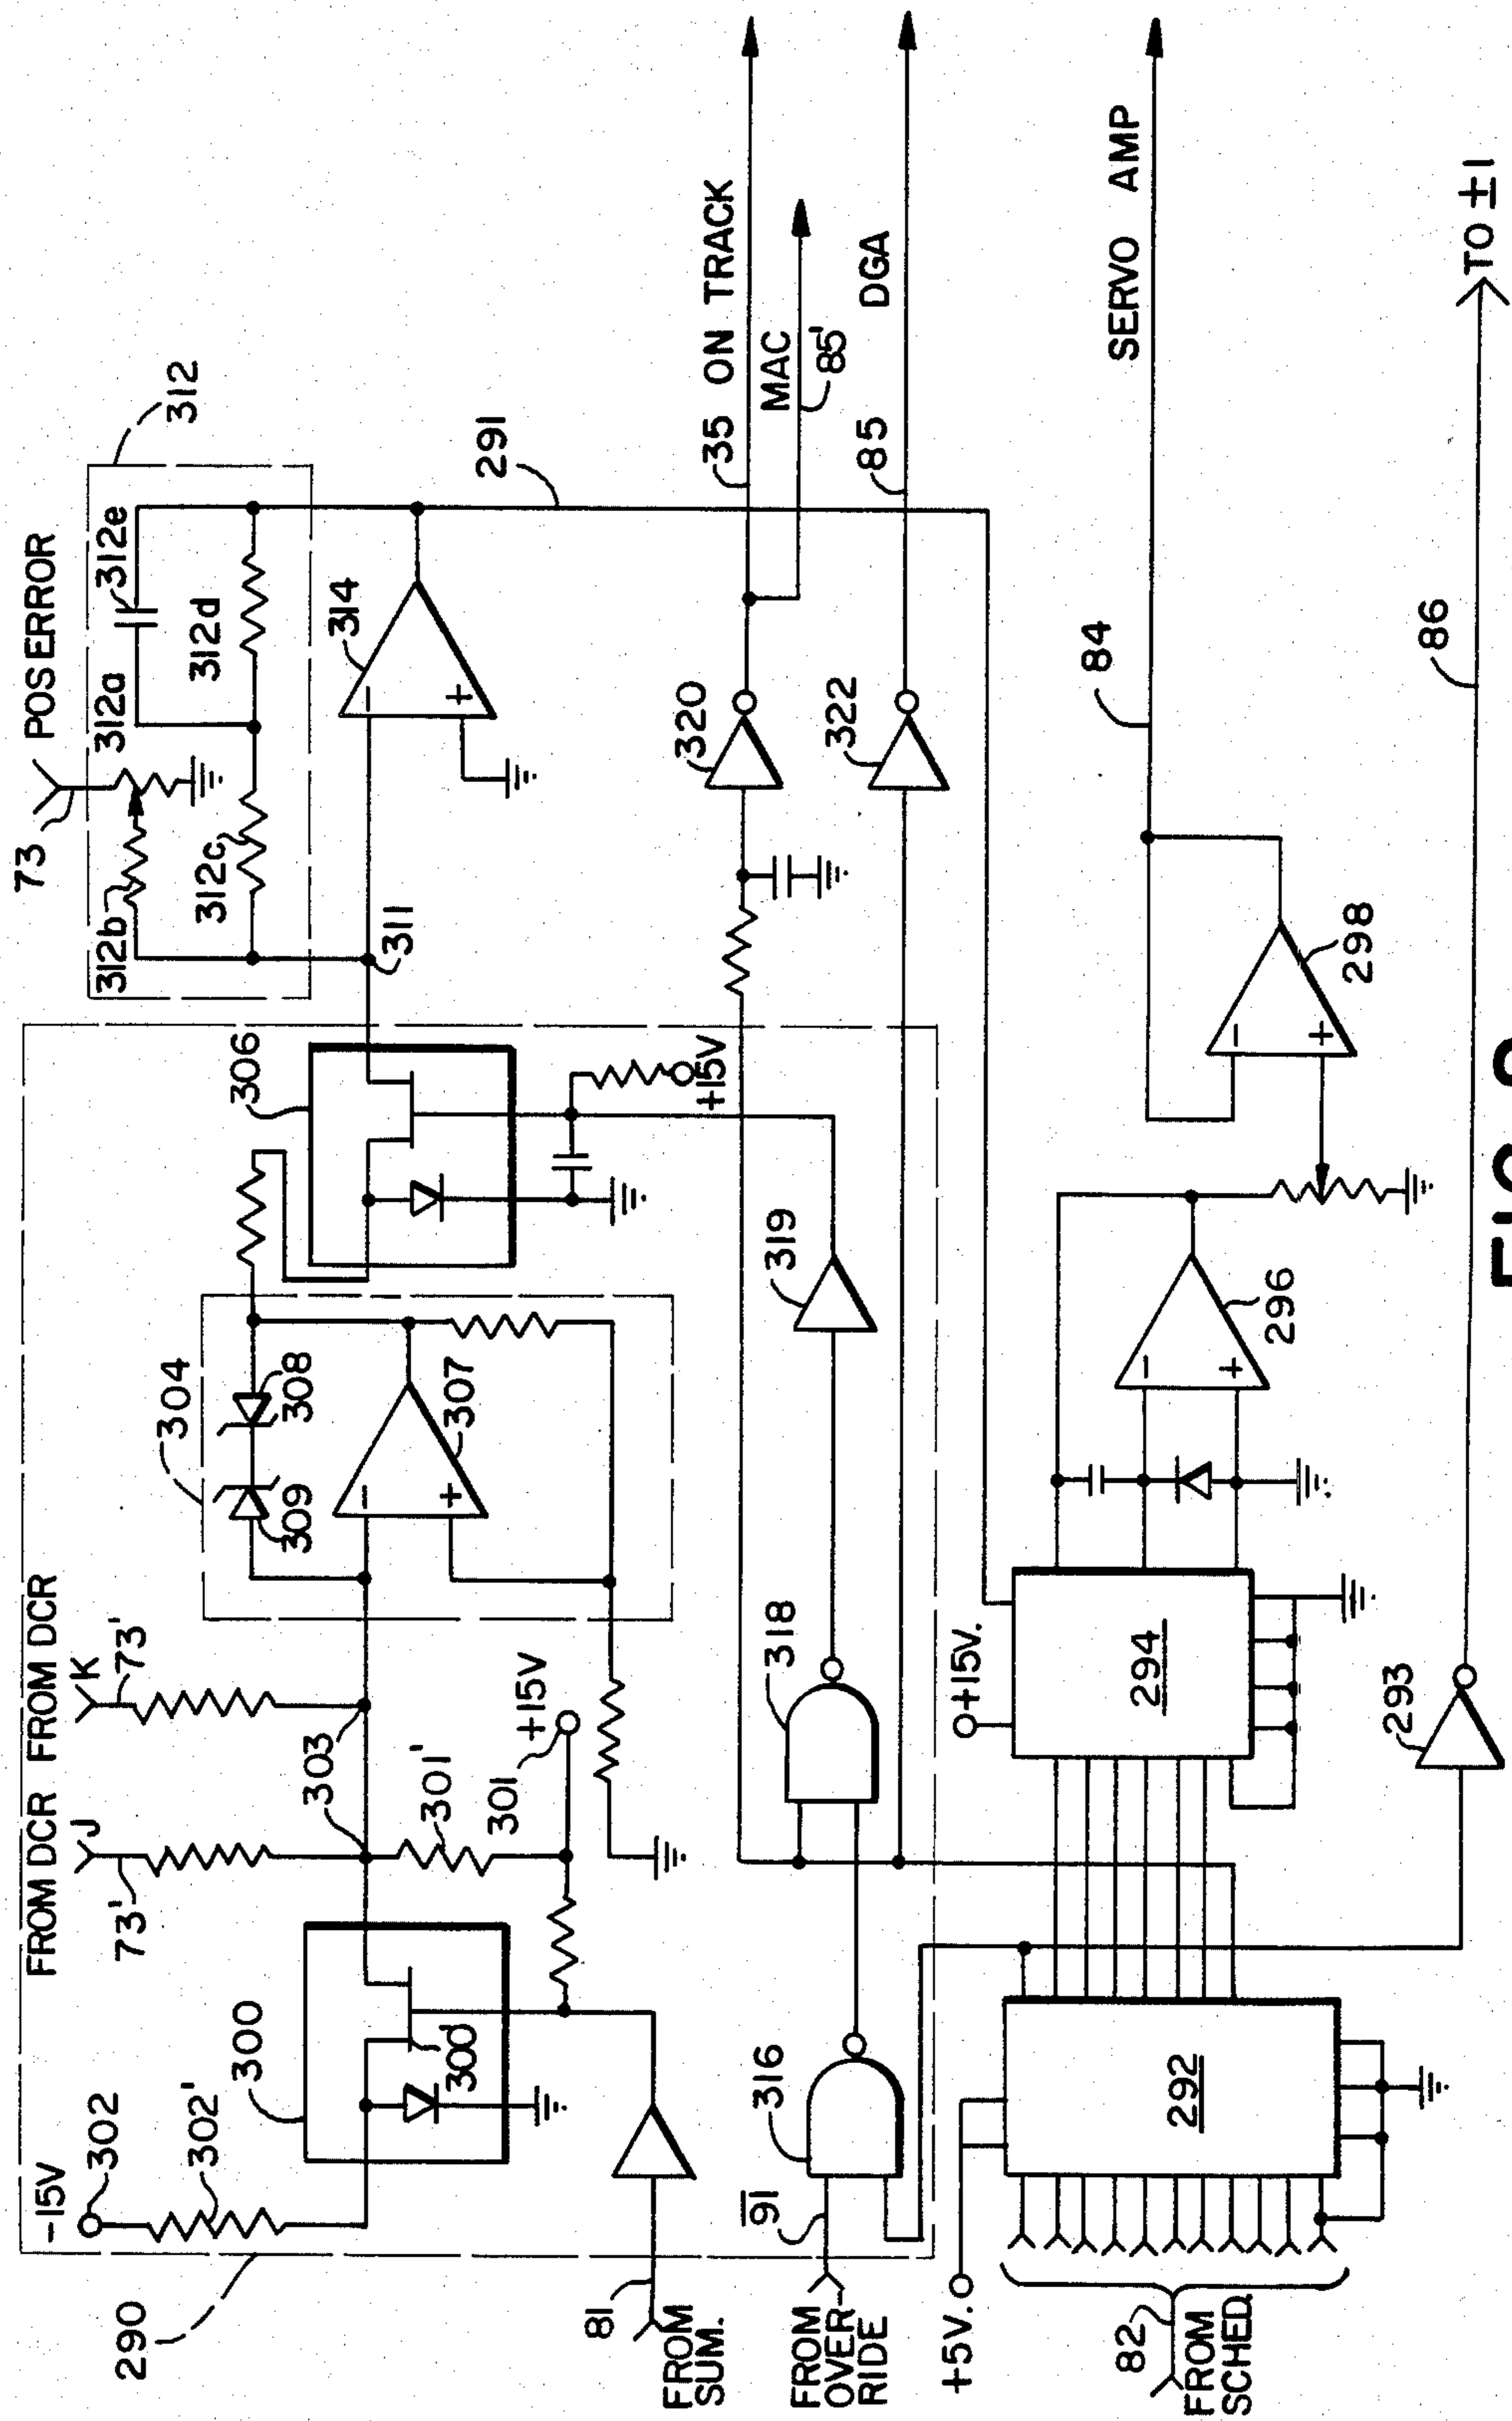 -15V
302
302'
300
300'
FROM DCR
J
73'
FROM DCR
K
73'
303
303
301'
301
+15V
304
309
308
307
-
+
306
+15V
290
81
FROM
SUM.
73
POS ERROR
312
312a
312b
312c
312d
312e
311
314
-
+
291
91
FROM
OVER-
RIDE
316
318
319
320
35 ON TRACK
MAC
85'
322
85
DGA
+5V.
82
FROM
SCHED
292
+15V.
294
-
+
296
-
+
298
84
SERVO AMP
293
86
TO ±1